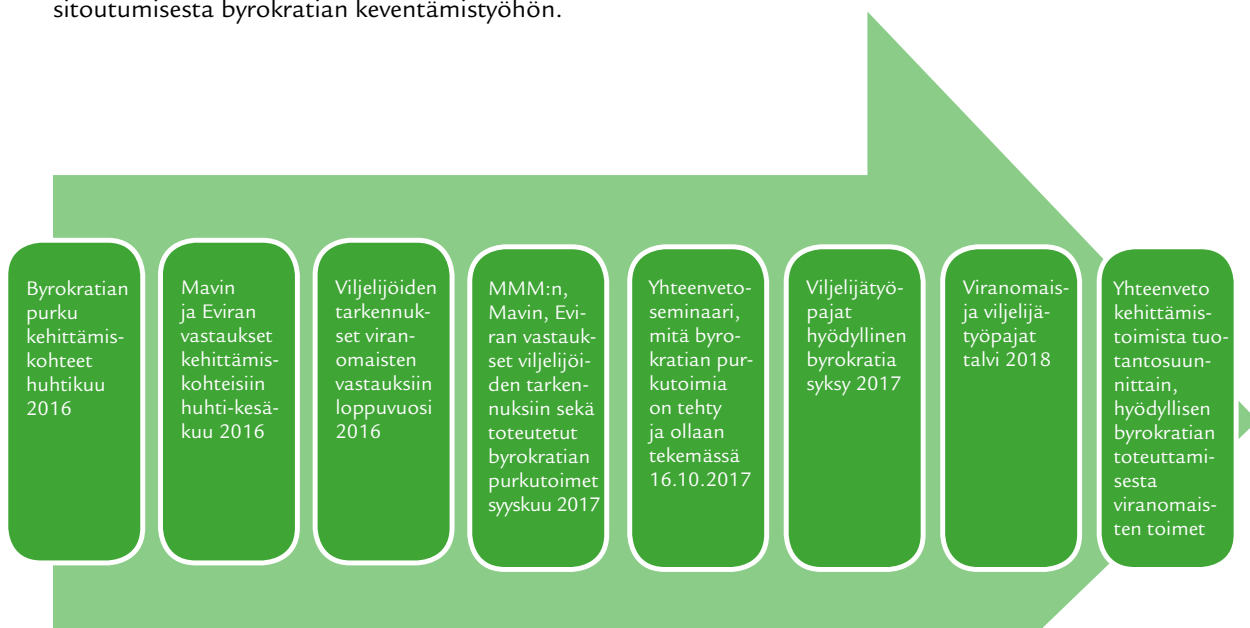 sitoutumisesta byrokratian keventämistyöhön.
Byrokratian
purku
kehittämis-
kohteet
huhtikuu
2016
Mavin
ja Eviran
vastaukset
kehittämis-
kohteisiin
huhti-kesä-
kuu 2016
Viljelijöiden
tarkennuk-
set viran-
omaisten
vastauksiin
loppuvuosi
2016
MMM:n,
Mavin, Evi-
ran vastauk-
set viljelijöi-
den tarken-
nuksiin sekä
toteutetut
byrokratian
purkutoimet
syyskuu 2017
Yhteenveto-
seminaari,
mitä byro-
kratian pur-
kutoimia
on tehty
ja ollaan
tekemässä
16.10.2017
Viljelijätyö-
pajat
hyödyllinen
byrokratia
syksy 2017
Viranomais-
ja viljelijä-
työpajat
talvi 2018
Yhteenveto
kehittämis-
toimista tuo-
tantosuun-
nittain,
hyödyllisen
byrokratian
toteuttami-
sesta
viranomais-
ten toimet